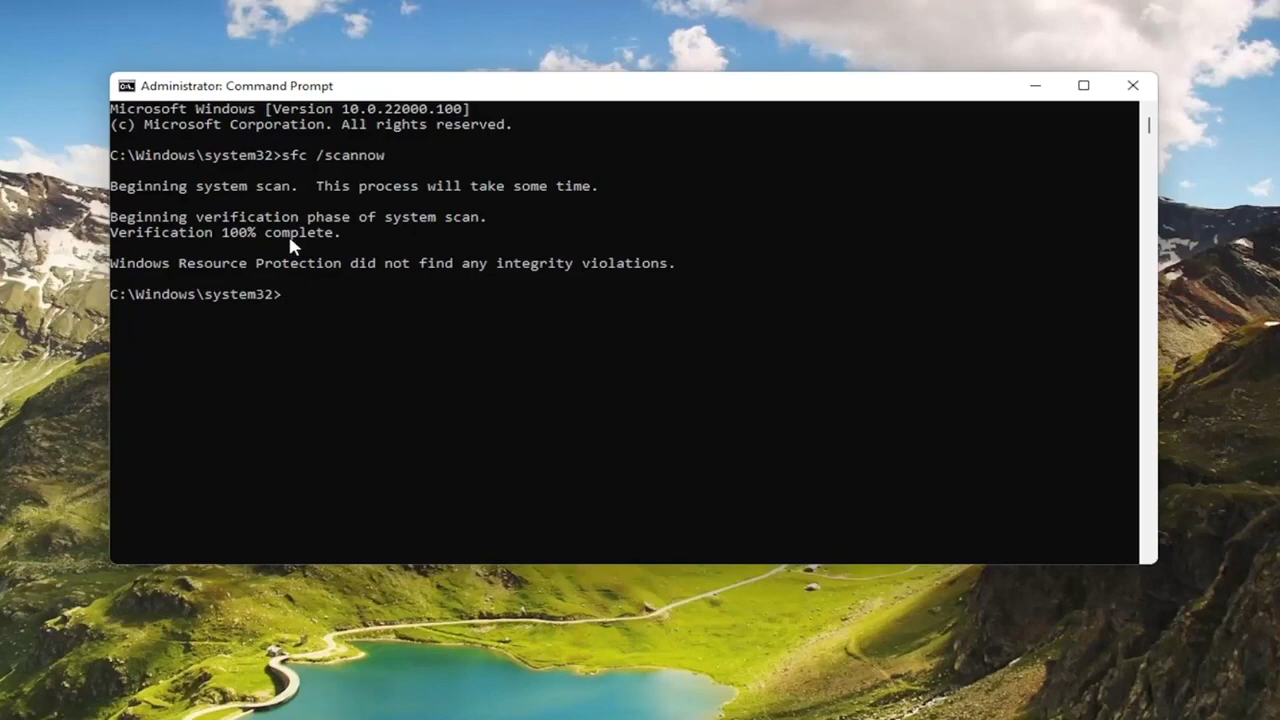 Administrator: Command Prompt
Microsoft Windows [Version 10.0.22000.100]
(c) Microsoft Corporation. All rights reserved.
C:\Windows\system32>sfc /scannow
Beginning system scan.  This process will take some time.
Beginning verification phase of system scan.
Verification 100% complete.
Windows Resource Protection did not find any integrity violations.
C:\Windows\system32>